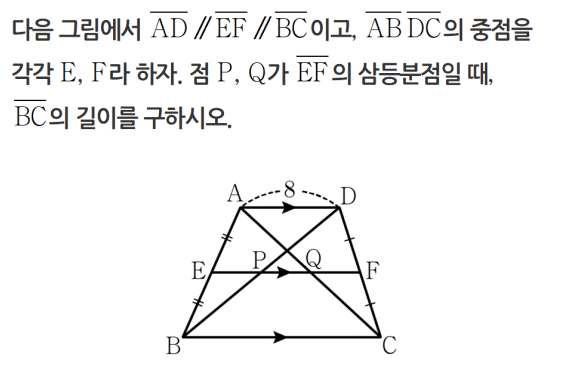 다음 그림에서 AD // EF // BC이고, AB DC의 중점을
각각 E, F라 하자. 점 P, Q가 EF의 삼등분점일 때,
BC의 길이를 구하시오.
A 8 D
E P Q F
B C